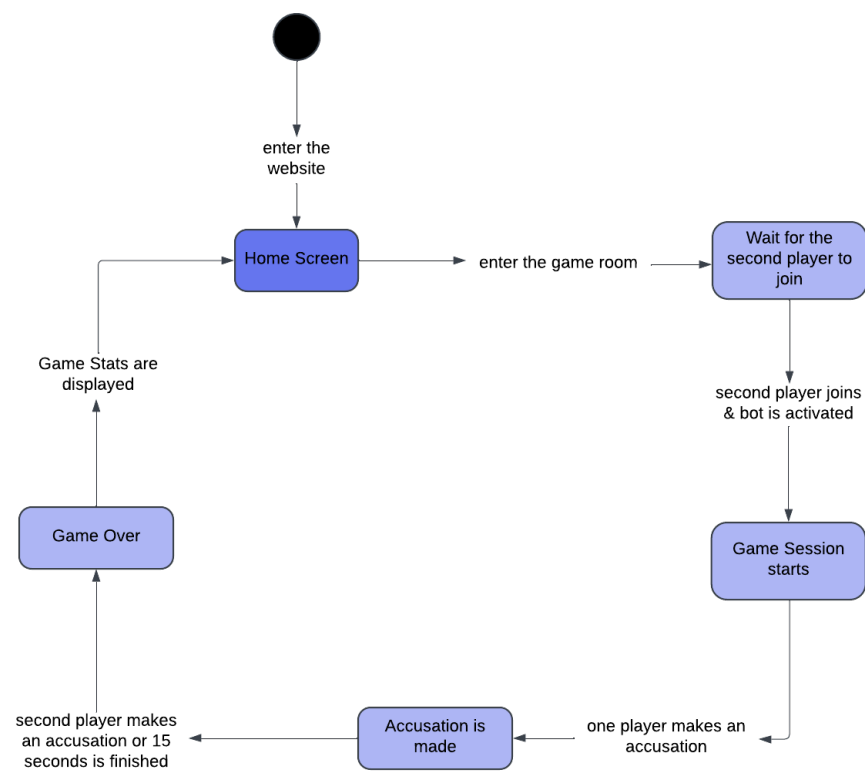 enter the
website
Home Screen
enter the game room
Wait for the
second player to
join
second player joins
& bot is activated
Game Session
starts
one player makes an
accusation
Accusation is
made
second player makes
an accusation or 15
seconds is finished
Game Over
Game Stats are
displayed